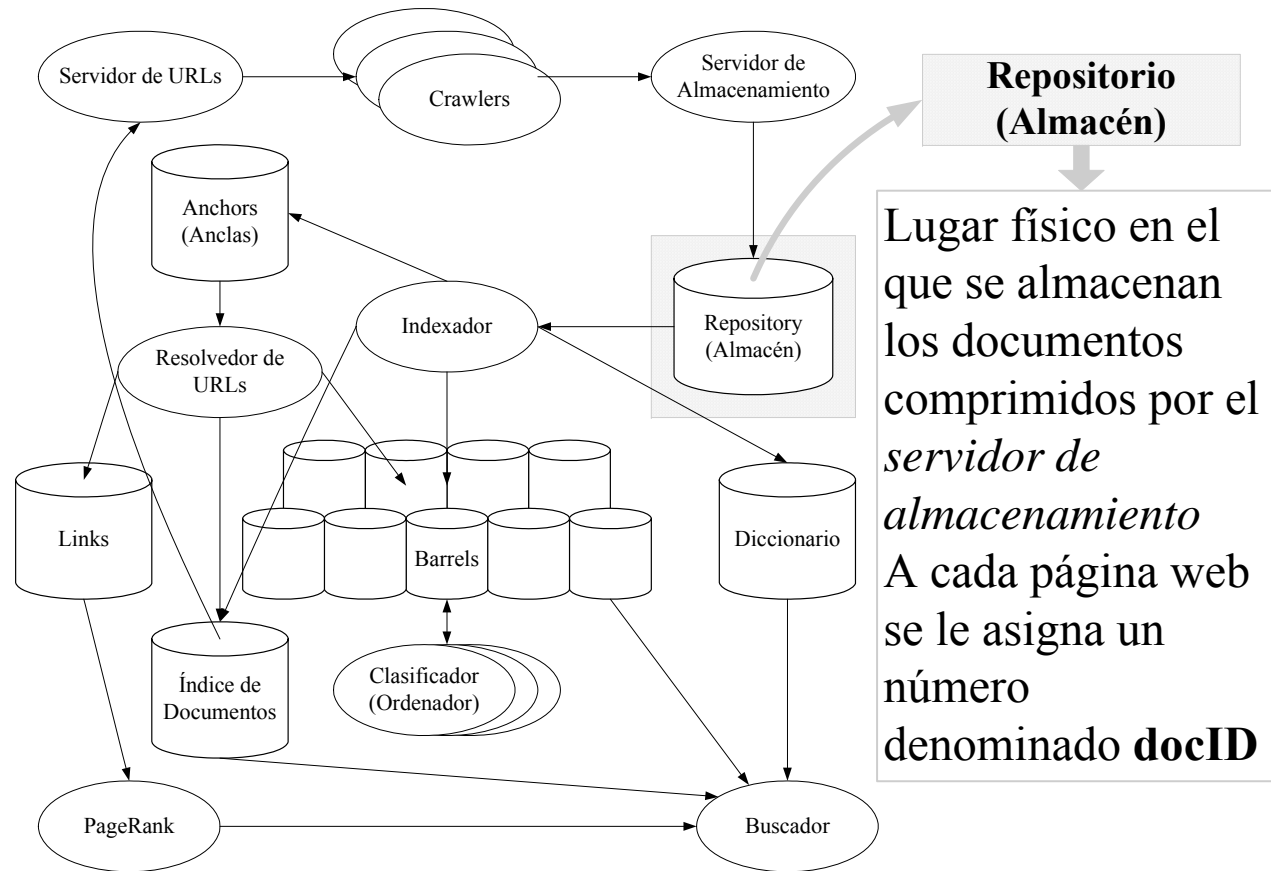 Servidor de URLs
Crawlers
Servidor de
Almacenamiento
Repositorio
(Almacén)
Anchors
(Anclas)
Indexador
Repository
(Almacén)
Resolvedor de
URLs
Links
Barrels
Diccionario
Índice de
Documentos
Clasificador
(Ordenador)
PageRank
Buscador
Lugar físico en el
que se almacenan
los documentos
comprimidos por el
servidor de
almacenamiento
A cada página web
se le asigna un
número
denominado docID